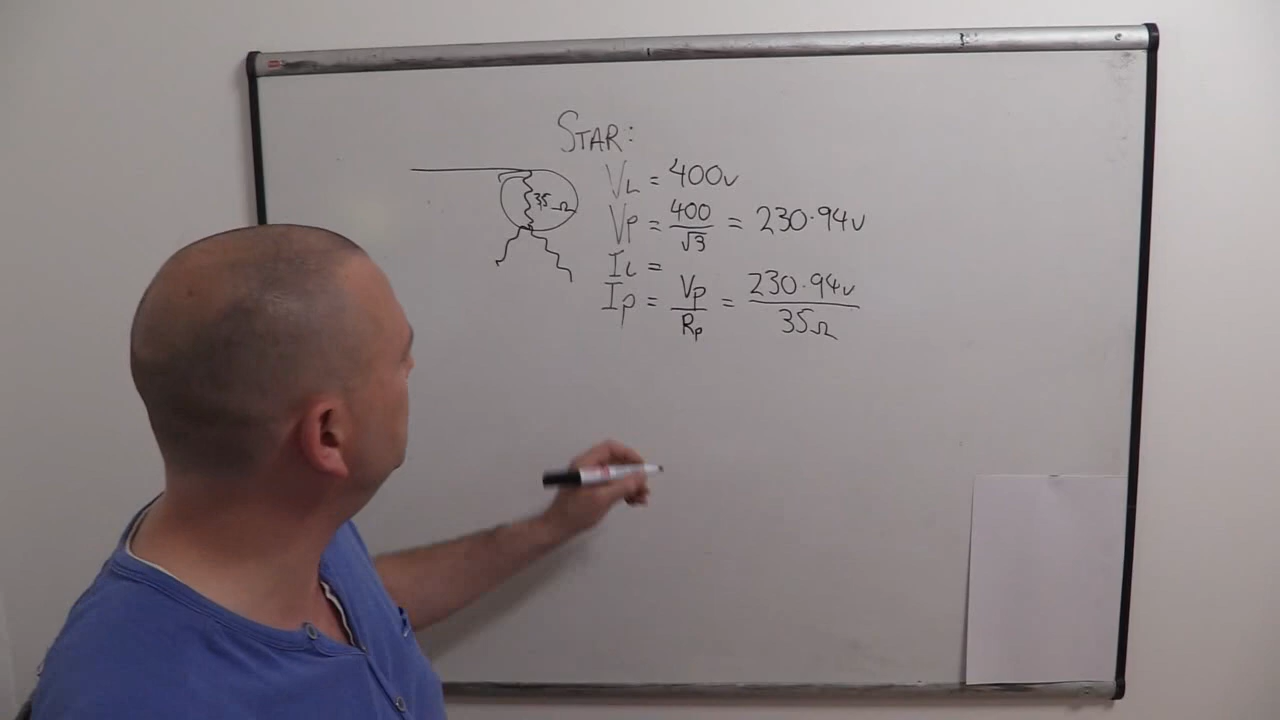 STAR:
35Ω
VL = 400v
VP = 400/√3 = 230.94v
IL =
IP = VP/RP = 230.94v/35Ω